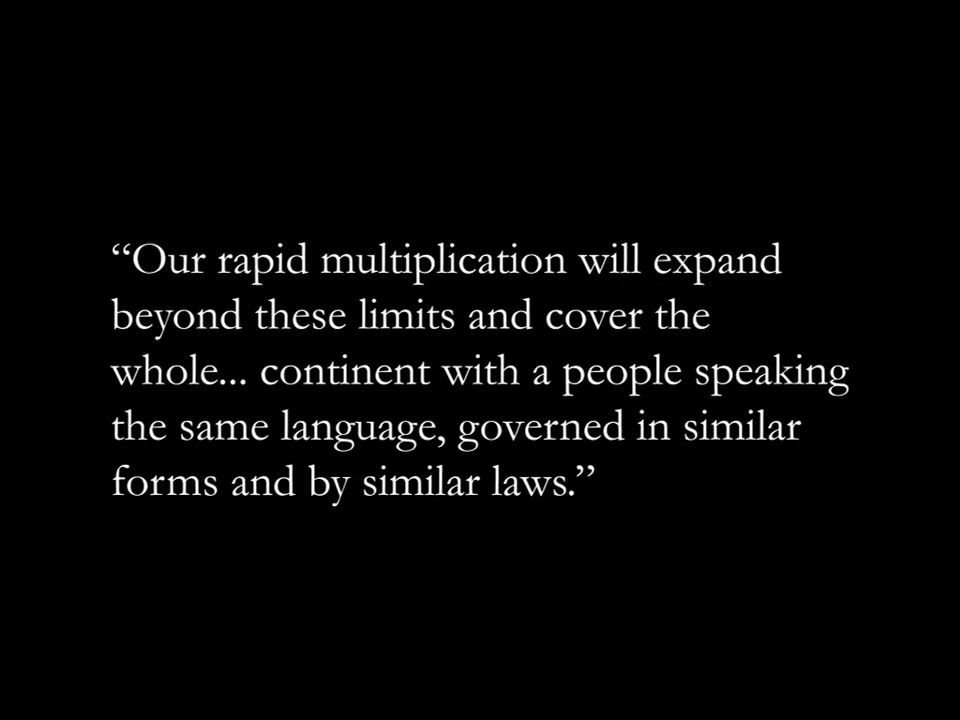 “Our rapid multiplication will expand
beyond these limits and cover the
whole... continent with a people speaking
the same language, governed in similar
forms and by similar laws.”